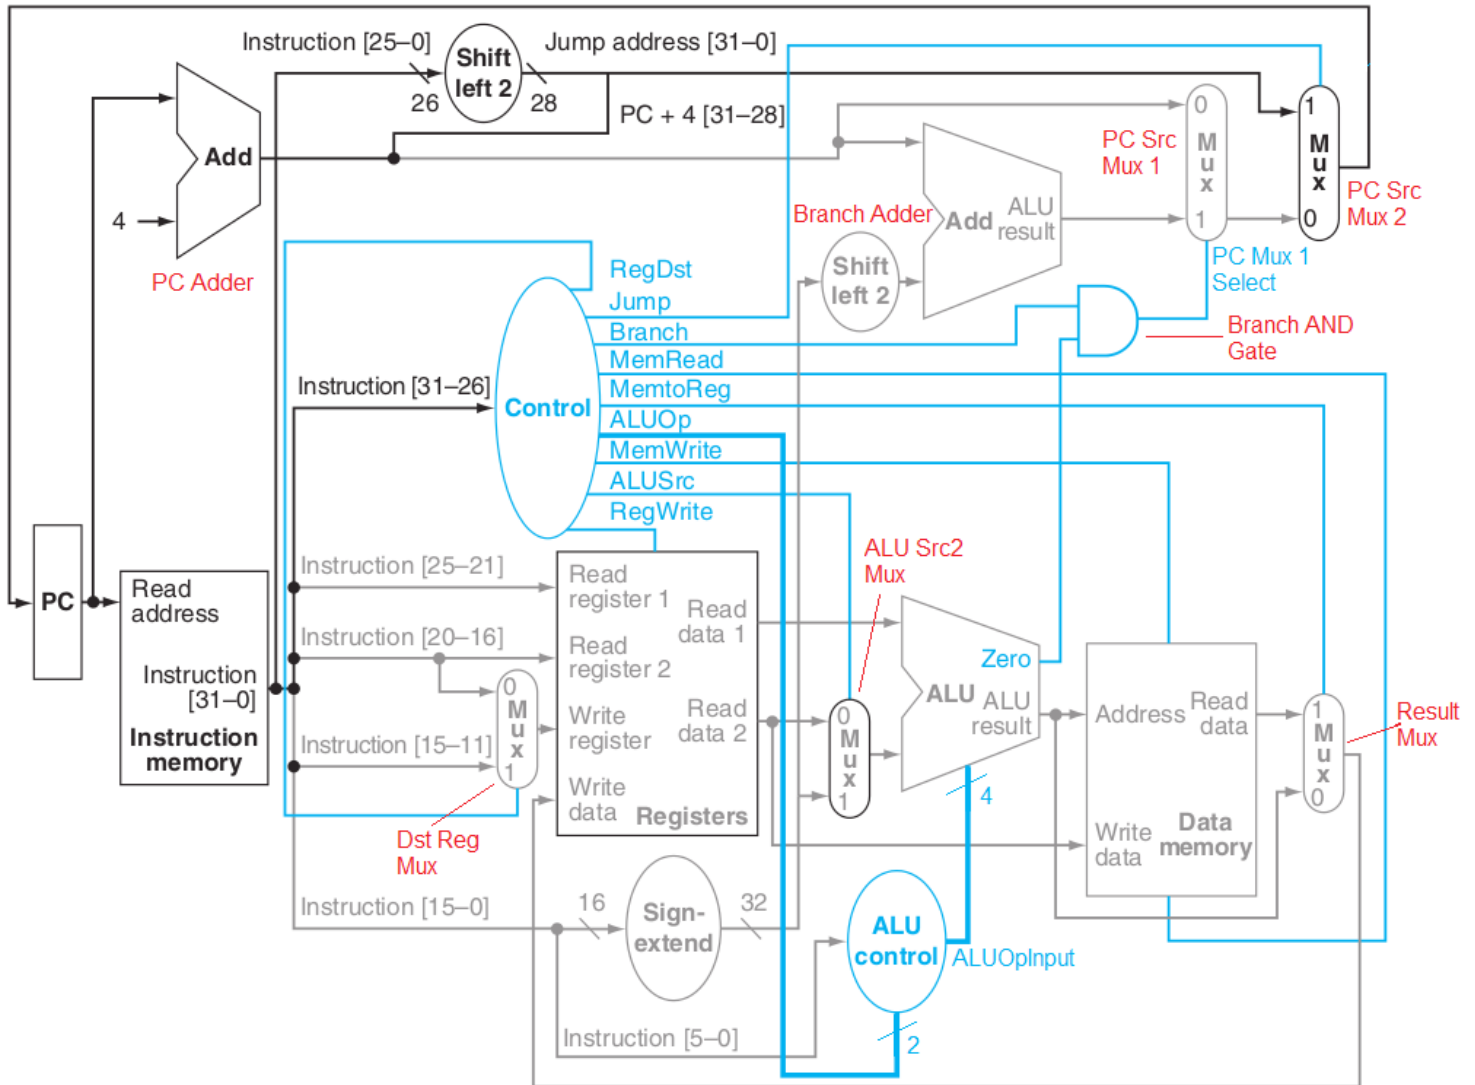 Instruction [25–0]
Shift
left 2
Jump address [31–0]
26
28
PC + 4 [31–28]
Add
4
PC Adder
0
M
u
x
1
PC Src
Mux 1
1
M
u
x
0
PC Src
Mux 2
Branch Adder
Add
ALU
result
Shift
left 2
PC Mux 1
Select
Branch AND
Gate
RegDst
Jump
Branch
MemRead
MemtoReg
ALUOp
MemWrite
ALUSrc
RegWrite
Instruction [31–26]
Control
PC
Read
address
Instruction
[31–0]
Instruction
memory
Instruction [25–21]
Instruction [20–16]
Instruction [15–11]
0
M
u
x
1
Dst Reg
Mux
Read
register 1
Read
register 2
Write
register
Write
data
Read
data 1
Read
data 2
Registers
ALU Src2
Mux
0
M
u
x
1
Zero
ALU
ALU
result
4
Address
Read
data
Write
data
Data
memory
1
M
u
x
0
Result
Mux
Instruction [15–0]
16
Sign-
extend
32
ALU
control
ALUOpInput
Instruction [5–0]
2